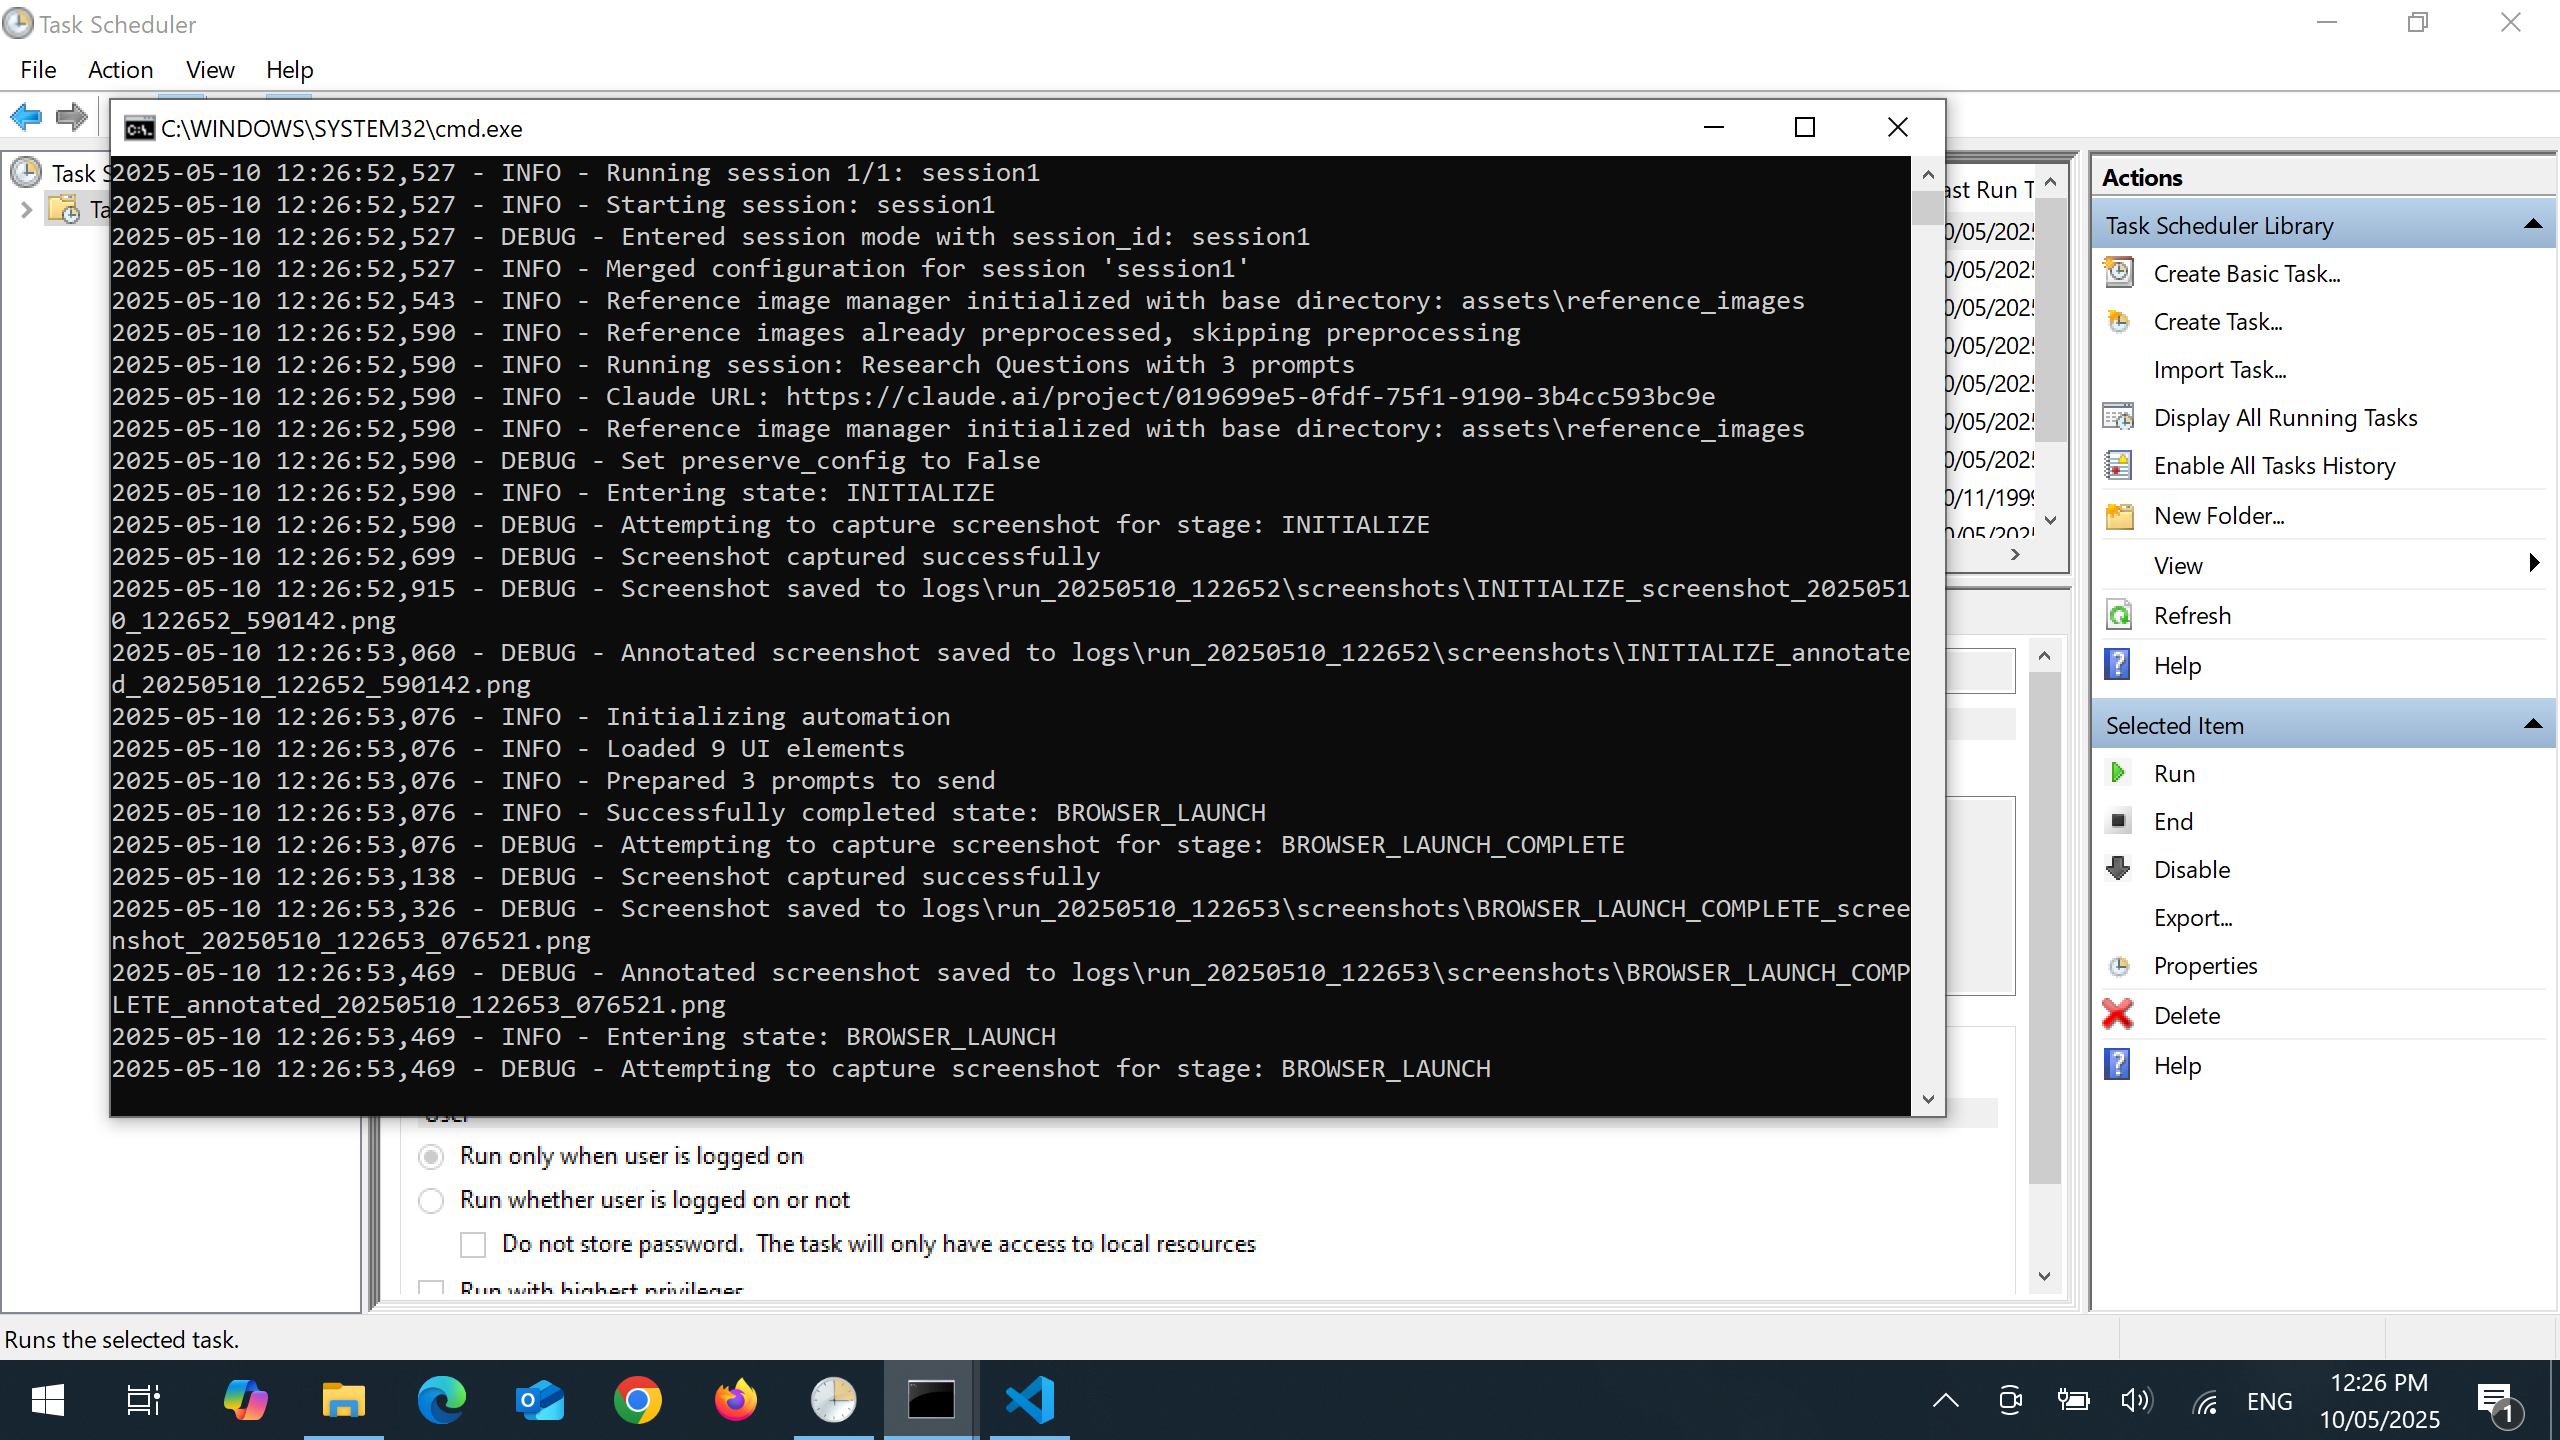 Task Scheduler
File Action View Help
C:\WINDOWS\SYSTEM32\cmd.exe
Task S
Ta
2025-05-10 12:26:52,527 - INFO - Running session 1/1: session1
2025-05-10 12:26:52,527 - INFO - Starting session: session1
2025-05-10 12:26:52,527 - DEBUG - Entered session mode with session_id: session1
2025-05-10 12:26:52,527 - INFO - Merged configuration for session 'session1'
2025-05-10 12:26:52,543 - INFO - Reference image manager initialized with base directory: assets\reference_images
2025-05-10 12:26:52,590 - INFO - Reference images already preprocessed, skipping preprocessing
2025-05-10 12:26:52,590 - INFO - Running session: Research Questions with 3 prompts
2025-05-10 12:26:52,590 - INFO - Claude URL: https://claude.ai/project/019699e5-0fdf-75f1-9190-3b4cc593bc9e
2025-05-10 12:26:52,590 - INFO - Reference image manager initialized with base directory: assets\reference_images
2025-05-10 12:26:52,590 - DEBUG - Set preserve_config to False
2025-05-10 12:26:52,590 - INFO - Entering state: INITIALIZE
2025-05-10 12:26:52,590 - DEBUG - Attempting to capture screenshot for stage: INITIALIZE
2025-05-10 12:26:52,699 - DEBUG - Screenshot captured successfully
2025-05-10 12:26:52,915 - DEBUG - Screenshot saved to logs\run_20250510_122652\screenshots\INITIALIZE_screenshot_2025051
0_122652_590142.png
2025-05-10 12:26:53,060 - DEBUG - Annotated screenshot saved to logs\run_20250510_122652\screenshots\INITIALIZE_annotate
d_20250510_122652_590142.png
2025-05-10 12:26:53,076 - INFO - Initializing automation
2025-05-10 12:26:53,076 - INFO - Loaded 9 UI elements
2025-05-10 12:26:53,076 - INFO - Prepared 3 prompts to send
2025-05-10 12:26:53,076 - INFO - Successfully completed state: BROWSER_LAUNCH
2025-05-10 12:26:53,076 - DEBUG - Attempting to capture screenshot for stage: BROWSER_LAUNCH_COMPLETE
2025-05-10 12:26:53,138 - DEBUG - Screenshot captured successfully
2025-05-10 12:26:53,326 - DEBUG - Screenshot saved to logs\run_20250510_122653\screenshots\BROWSER_LAUNCH_COMPLETE_scree
nshot_20250510_122653_076521.png
2025-05-10 12:26:53,469 - DEBUG - Annotated screenshot saved to logs\run_20250510_122653\screenshots\BROWSER_LAUNCH_COMP
LETE_annotated_20250510_122653_076521.png
2025-05-10 12:26:53,469 - INFO - Entering state: BROWSER_LAUNCH
2025-05-10 12:26:53,469 - DEBUG - Attempting to capture screenshot for stage: BROWSER_LAUNCH
ast Run T
0/05/2025
0/05/2025
0/05/2025
0/05/2025
0/05/2025
0/05/2025
0/05/2025
0/11/1999
0/05/2025
Run only when user is logged on
Run whether user is logged on or not
Do not store password. The task will only have access to local resources
Run with highest privileges
Actions
Task Scheduler Library
Create Basic Task...
Create Task...
Import Task...
Display All Running Tasks
Enable All Tasks History
New Folder...
View
Refresh
Help
Selected Item
Run
End
Disable
Export...
Properties
Delete
Help
Runs the selected task.
ENG
12:26 PM
10/05/2025
1